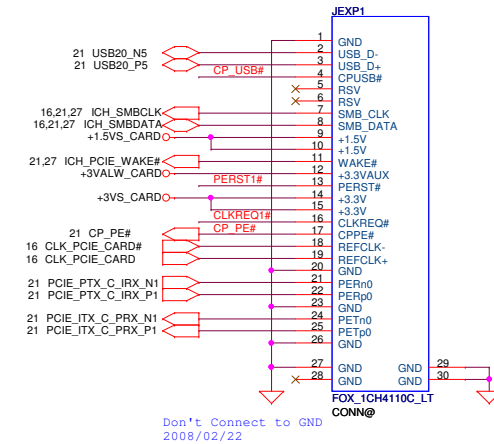 JEXP1
1 GND
21 USB20_N5 2 USB_D-
21 USB20_P5 3 USB_D+
CP_USB# 4 CPUSB#
5 RSV
6 RSV
16,21,27 ICH_SMBCLK 7 SMB_CLK
16,21,27 ICH_SMBDATA 8 SMB_DATA
+1.5VS_CARD 9 +1.5V
10 +1.5V
21,27 ICH_PCIE_WAKE# 11 WAKE#
+3VALW_CARD 12 +3.3VAUX
PERST1# 13 PERST#
+3VS_CARD 14 +3.3V
15 +3.3V
CLKREQ1# 16 CLKREQ#
21 CP_PE# CP_PE# 17 CPPE#
16 CLK_PCIE_CARD# 18 REFCLK-
16 CLK_PCIE_CARD 19 REFCLK+
20 GND
21 PCIE_PTX_C_IRX_N1 21 PERn0
21 PCIE_PTX_C_IRX_P1 22 PERp0
23 GND
21 PCIE_ITX_C_PRX_N1 24 PETn0
21 PCIE_ITX_C_PRX_P1 25 PETp0
26 GND
27 GND GND 29
28 GND GND 30
FOX_1CH4110C_LT
CONN@
Don't Connect to GND
2008/02/22